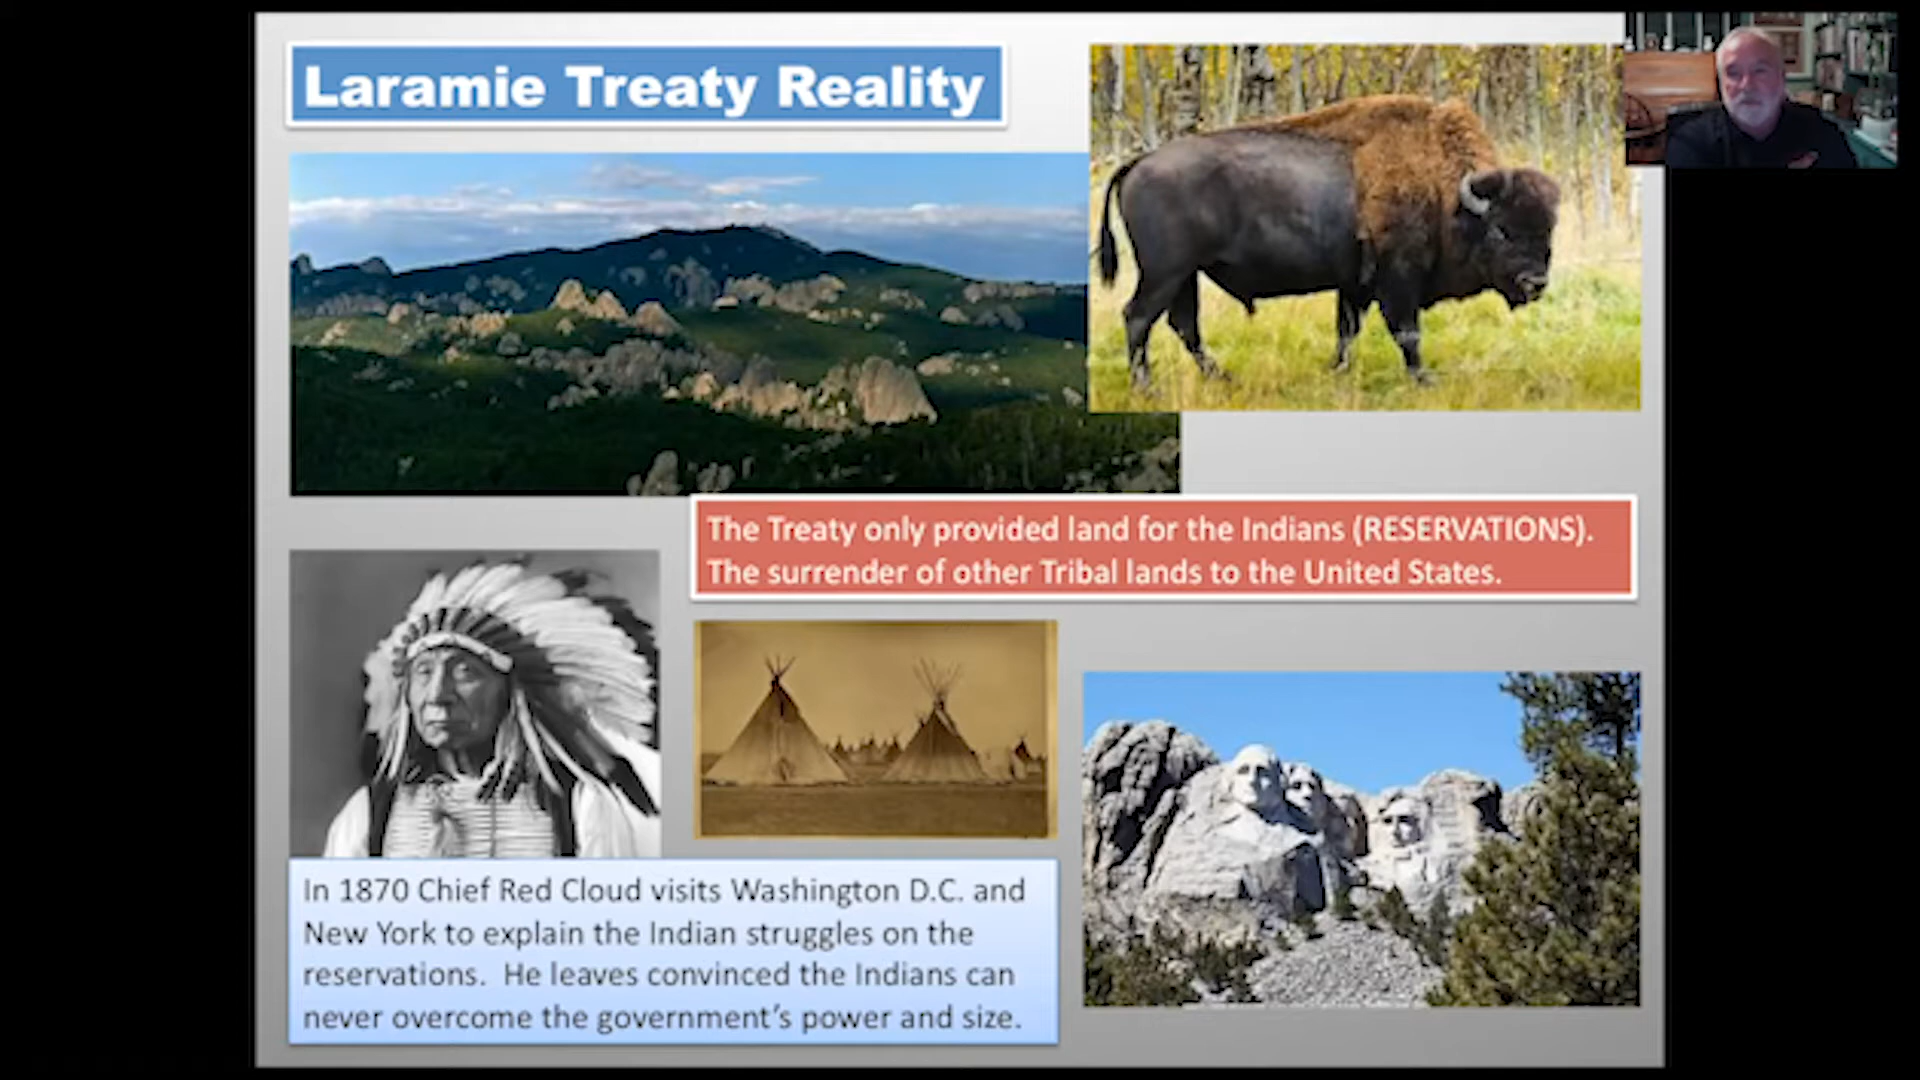 Laramie Treaty Reality
The Treaty only provided land for the Indians (RESERVATIONS).
The surrender of other Tribal lands to the United States.
In 1870 Chief Red Cloud visits Washington D.C. and
New York to explain the Indian struggles on the
reservations. He leaves convinced the Indians can
never overcome the government's power and size.